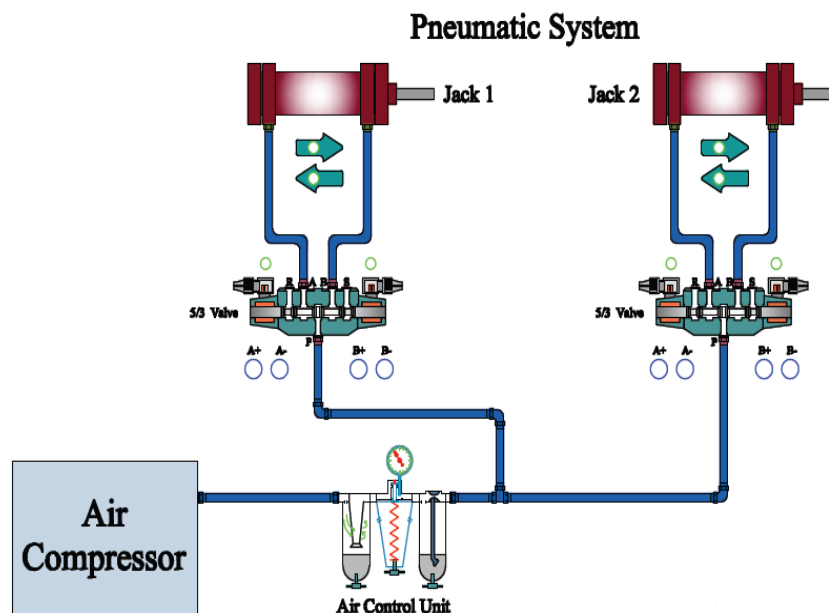 Pneumatic System
Jack 1
Jack 2
R A B S
R A B S
5/3 Valve
5/3 Valve
P
P
A+ A- B+ B-
A+ A- B+ B-
Air
Compressor
Air Control Unit